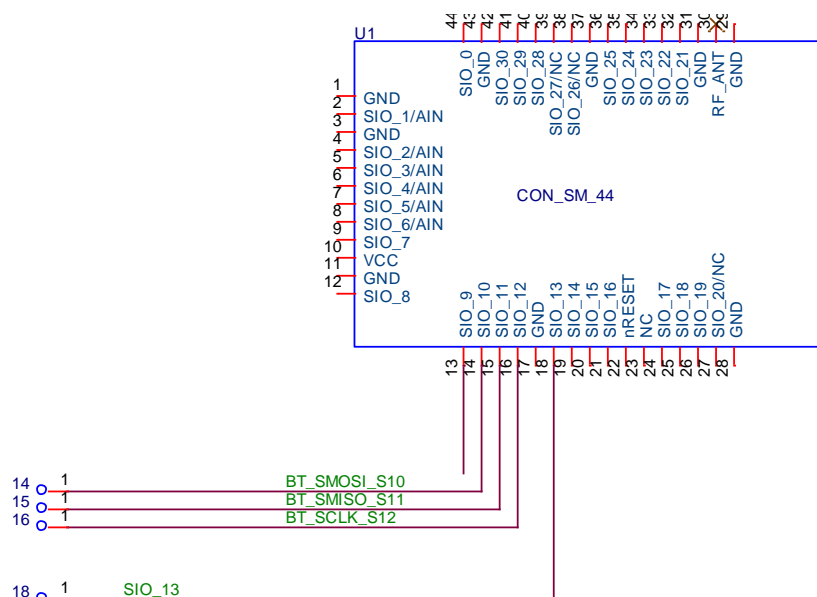 44 43 42 41 40 39 38 37 36 35 34 33 32 31 30 29
U1
SIO_0 GND SIO_30 SIO_29 SIO_28 SIO_27/NC SIO_26/NC GND SIO_25 SIO_24 SIO_23 SIO_22 SIO_21 GND RF_ANT GND
1 GND
2 SIO_1/AIN
3 GND
4 SIO_2/AIN
5 SIO_3/AIN
6 SIO_4/AIN
7 SIO_5/AIN
8 SIO_6/AIN
9 SIO_7
10 VCC
11 GND
12 SIO_8
CON_SM_44
SIO_9 SIO_10 SIO_11 SIO_12 GND SIO_13 SIO_14 SIO_15 SIO_16 nRESET NC SIO_17 SIO_18 SIO_19 SIO_20/NC GND
13 14 15 16 17 18 19 20 21 22 23 24 25 26 27 28
14 1 BT_SMOSI_S10
15 1 BT_SMISO_S11
16 1 BT_SCLK_S12
18 1 SIO_13